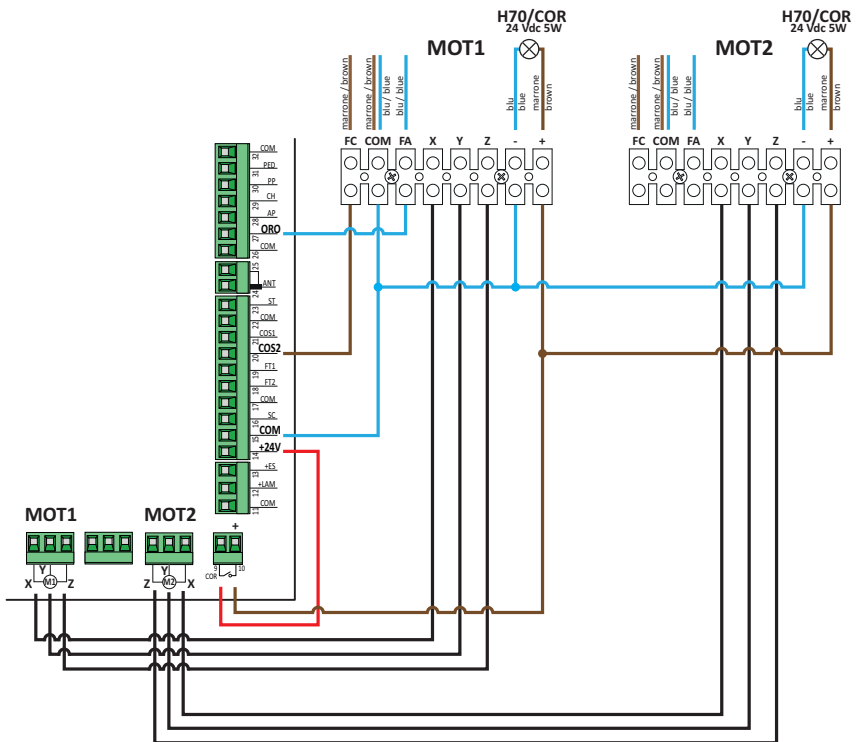 H70/COR
24 Vdc 5W
MOT1
H70/COR
24 Vdc 5W
MOT2
marrone / brown
marrone / brown
blu / blue
blu / blue
blu
blue
marrone
brown
marrone / brown
marrone / brown
blu / blue
blu / blue
blu
blue
marrone
brown
FC COM FA X Y Z - +
FC COM FA X Y Z - +
COM
32
PED
31
PP
30
CH
29
AP
28
ORO
27
COM
26
25
ANT
24
ST
23
COM
22
COS1
21
COS2
20
FT1
19
FT2
18
COM
17
SC
16
COM
15
+24V
14
+ES
13
+LAM
12
COM
11
MOT1
MOT2
+
9 10
COR
X Y M1 Z
Z Y M2 X